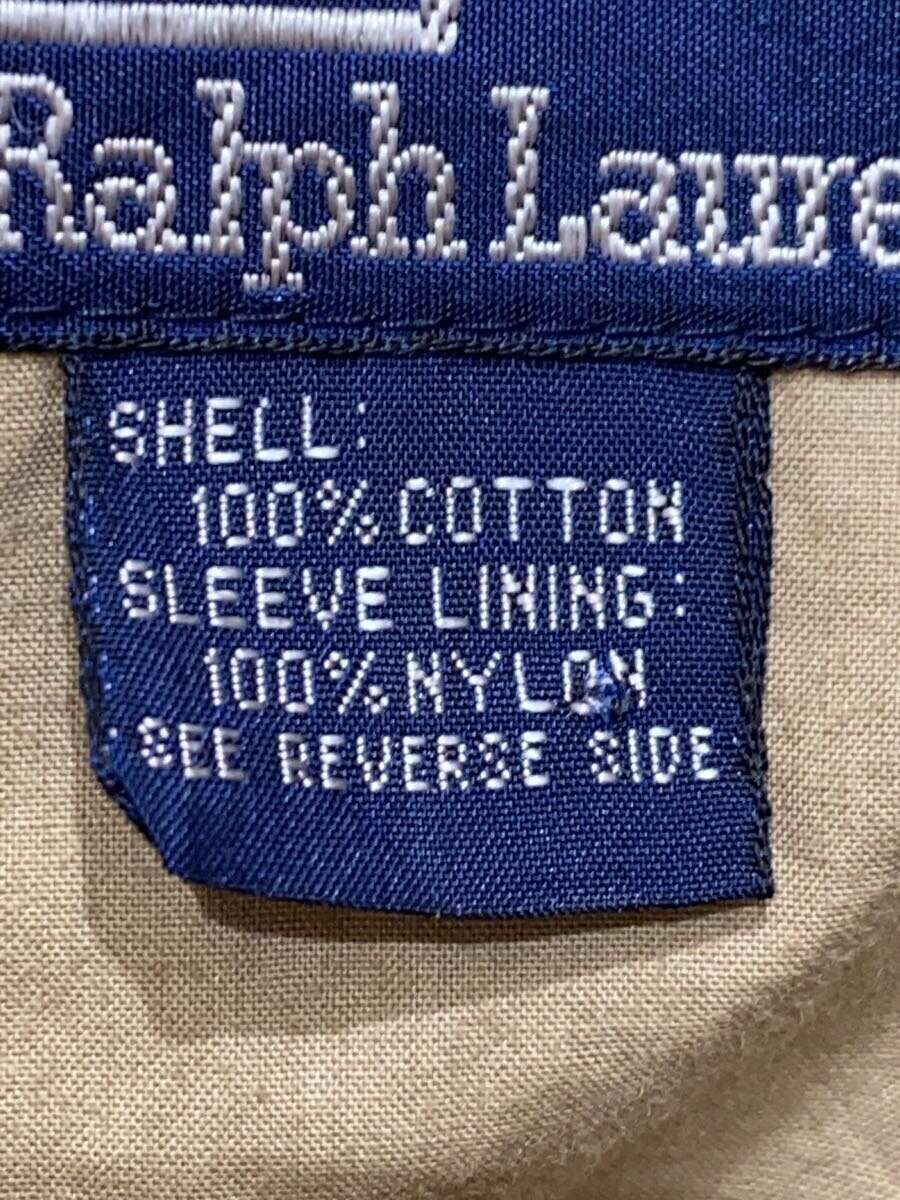 Ralph Laure
SHELL:
100% COTTON
SLEEVE LINING:
100% NYLON
SEE REVERSE SIDE